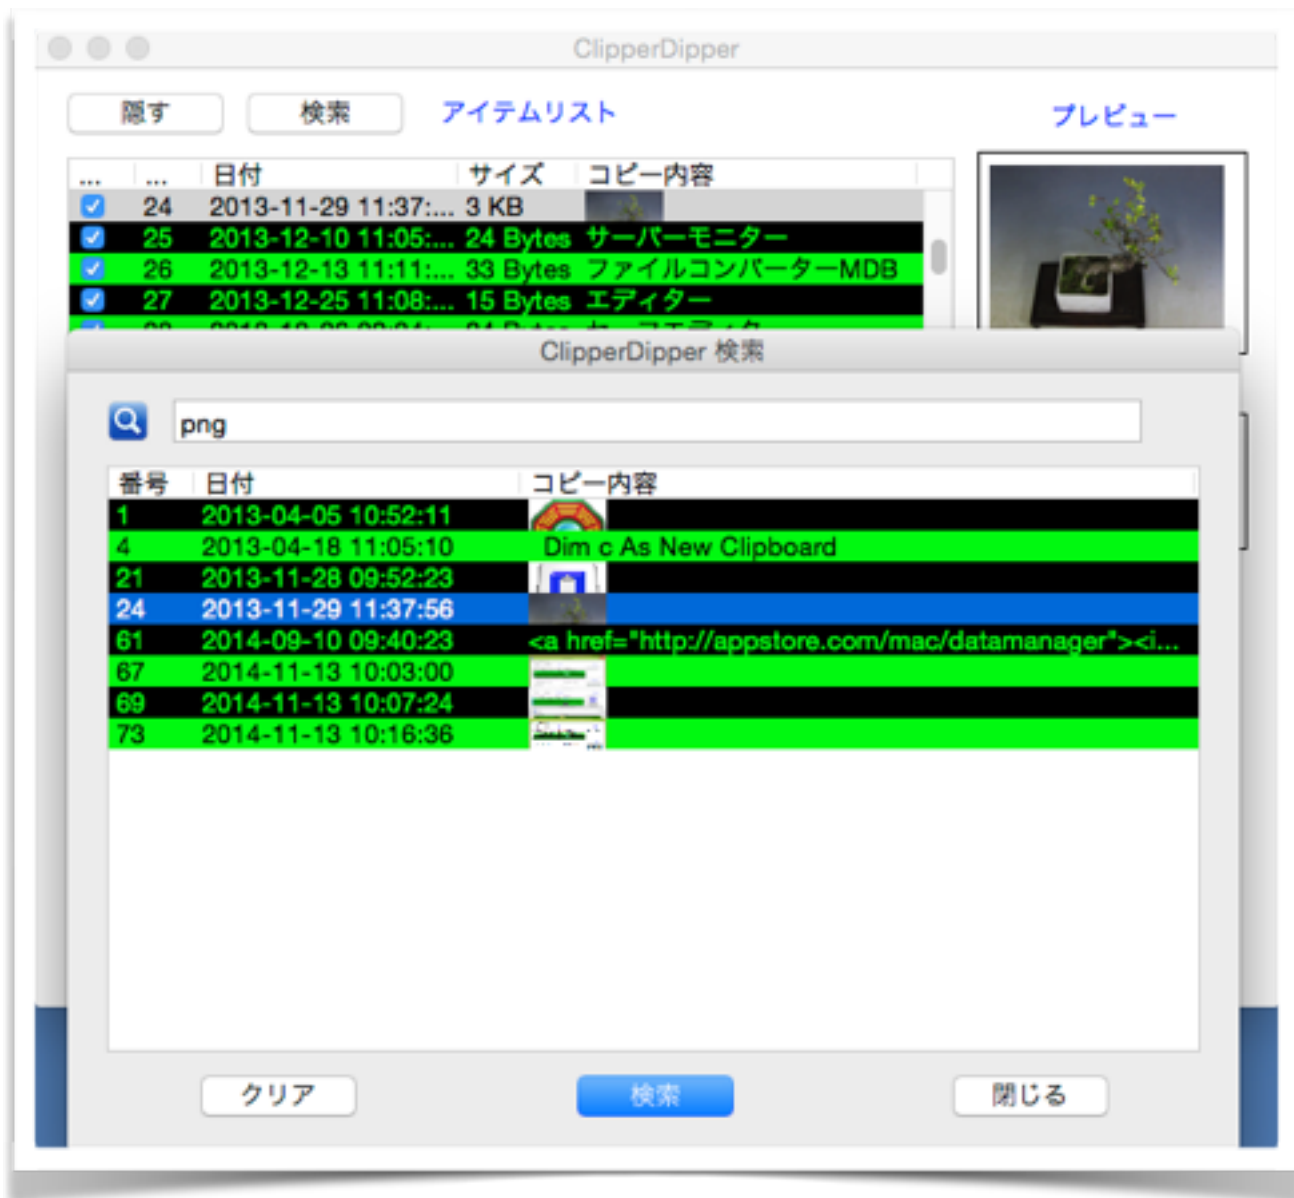 ClipperDipper
隠す 検索 アイテムリスト プレビュー
... ... 日付 サイズ コピー内容
24 2013-11-29 11:37:... 3 KB
25 2013-12-10 11:05:... 24 Bytes サーバーモニター
26 2013-12-13 11:11:... 33 Bytes ファイルコンバーターMDB
27 2013-12-25 11:08:... 15 Bytes エディター
ClipperDipper 検索
png
番号 日付 コピー内容
1 2013-04-05 10:52:11
4 2013-04-18 11:05:10 Dim c As New Clipboard
21 2013-11-28 09:52:23
24 2013-11-29 11:37:56
61 2014-09-10 09:40:23 <a href="http://appstore.com/mac/datamanager"><i...
67 2014-11-13 10:03:00
69 2014-11-13 10:07:24
73 2014-11-13 10:16:36
クリア 検索 閉じる